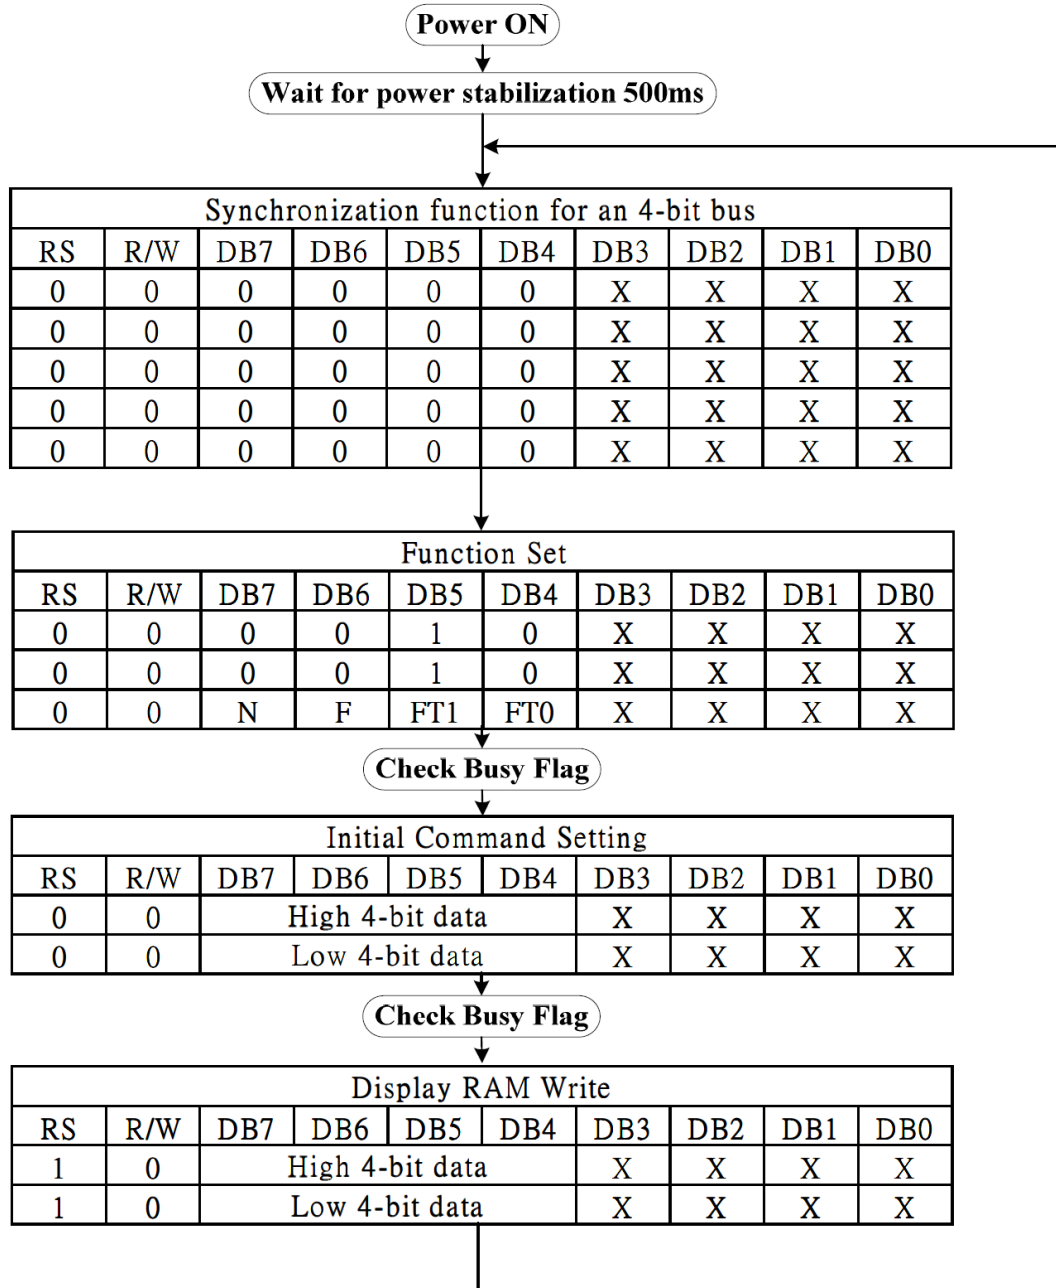 Power ON
Wait for power stabilization 500ms
Synchronization function for an 4-bit bus
RS R/W DB7 DB6 DB5 DB4 DB3 DB2 DB1 DB0
0 0 0 0 0 0 X X X X
0 0 0 0 0 0 X X X X
0 0 0 0 0 0 X X X X
0 0 0 0 0 0 X X X X
0 0 0 0 0 0 X X X X
Function Set
RS R/W DB7 DB6 DB5 DB4 DB3 DB2 DB1 DB0
0 0 0 0 1 0 X X X X
0 0 0 0 1 0 X X X X
0 0 N F FT1 FT0 X X X X
Check Busy Flag
Initial Command Setting
RS R/W DB7 DB6 DB5 DB4 DB3 DB2 DB1 DB0
0 0 High 4-bit data X X X X
0 0 Low 4-bit data X X X X
Check Busy Flag
Display RAM Write
RS R/W DB7 DB6 DB5 DB4 DB3 DB2 DB1 DB0
1 0 High 4-bit data X X X X
1 0 Low 4-bit data X X X X